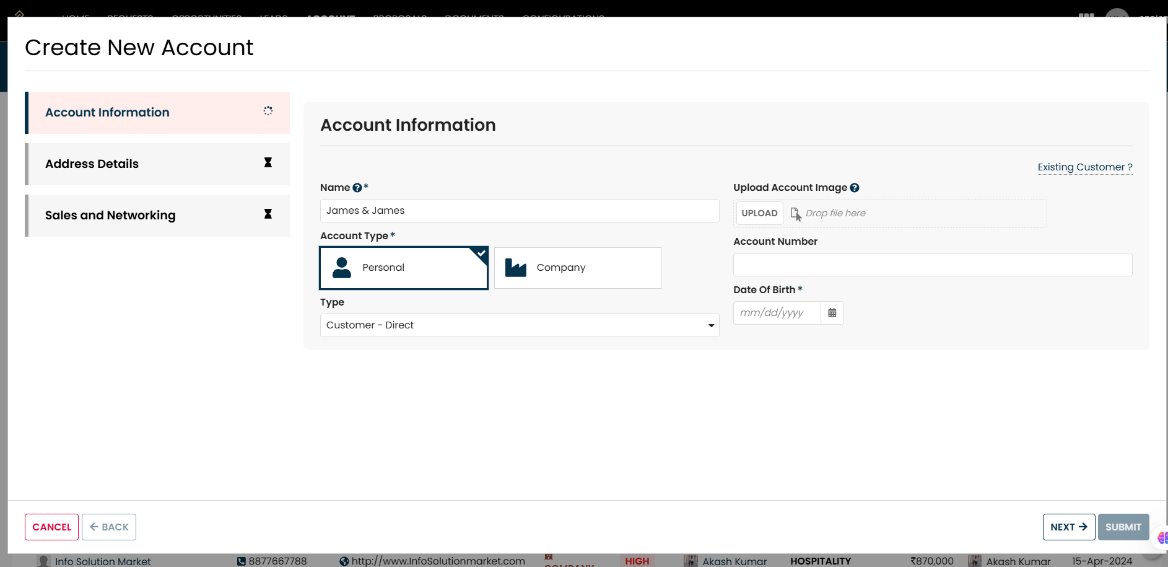 HOME REQUESTS OPPORTUNITIES LEADS ACCOUNT PROPOSALS DOCUMENTS CONFIGURATIONS
Create New Account
Account Information
Address Details
Sales and Networking
Account Information
Existing Customer ?
Name *
James & James
Account Type *
Personal
Company
Type
Customer - Direct
Upload Account Image
UPLOAD Drop file here
Account Number
Date Of Birth *
mm/dd/yyyy
CANCEL
← BACK
NEXT →
SUBMIT
Info Solution Market 8877667788 http://www.InfoSolutionmarket.com COMPANY HIGH Akash Kumar HOSPITALITY ₹870,000 Akash Kumar 15-Apr-2024